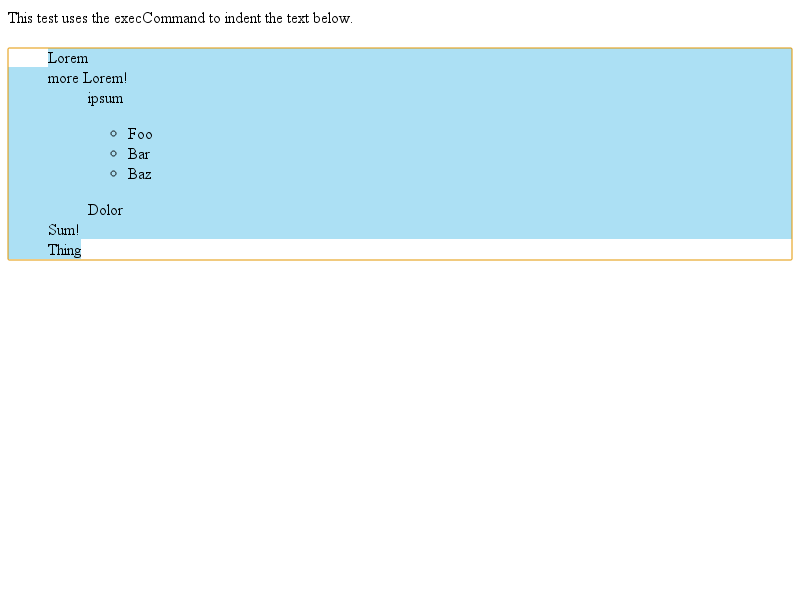 This test uses the execCommand to indent the text below.
Lorem
more Lorem!
ipsum
Foo
Bar
Baz
Dolor
Sum!
Thing